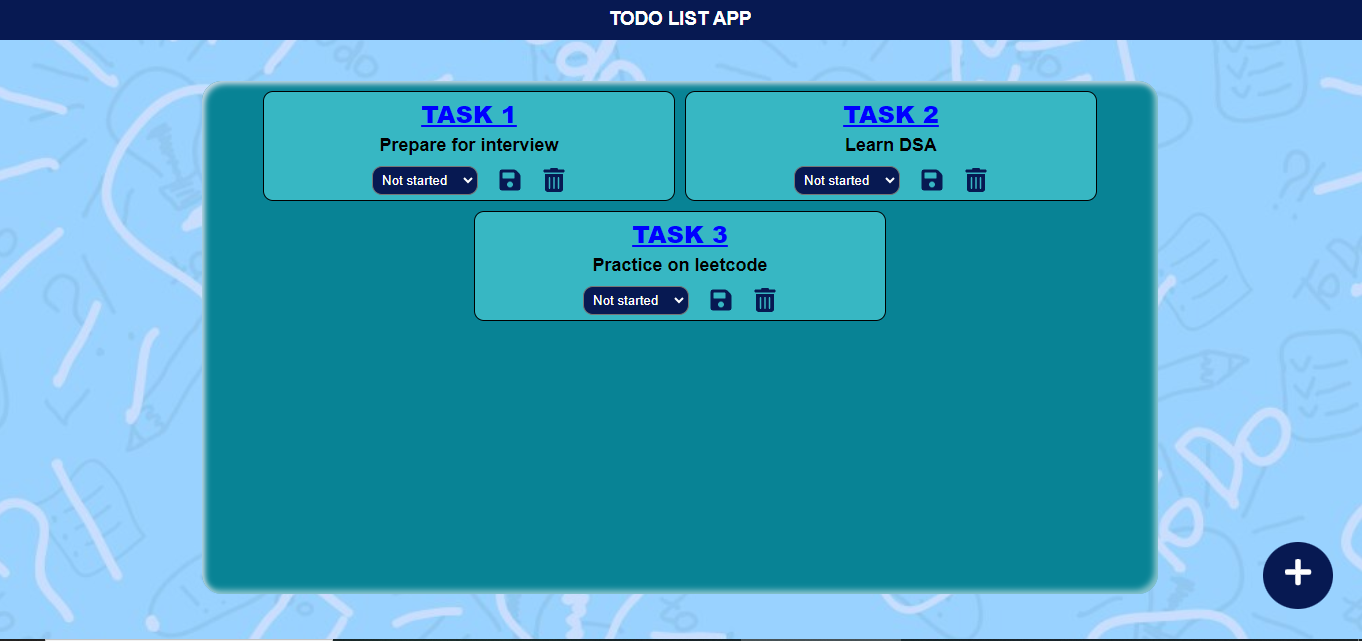 TODO LIST APP
TASK 1
Prepare for interview
Not started
TASK 2
Learn DSA
Not started
TASK 3
Practice on leetcode
Not started